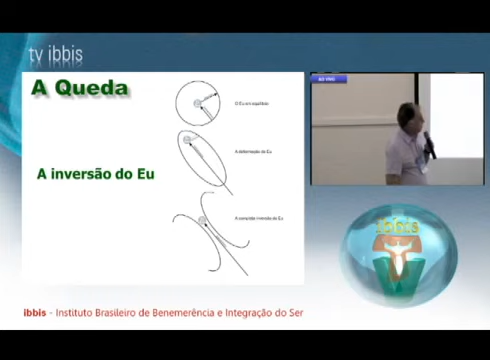 tv ibbis
A Queda
AO VIVO
O Eu em equilíbrio
A inversão do Eu
A deformação do Eu
A completa inversão do Eu
ibbis
ibbis - Instituto Brasileiro de Benemerência e Integração do Ser